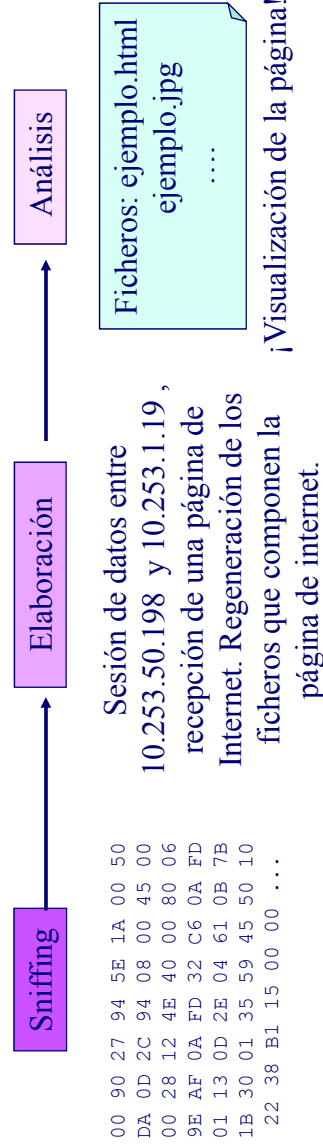 Sniffing
Elaboración
Análisis
00 90 27 94 5E 1A 00 50
DA 0D 2C 94 08 00 45 00
00 28 12 4E 40 00 80 06
9E AF 0A FD 32 C6 0A FD
01 13 0D 2E 04 61 0B 7B
1B 30 01 35 59 45 50 10
22 38 B1 15 00 00 ...
Sesión de datos entre
10.253.50.198 y 10.253.1.19 ,
recepción de una página de
Internet. Regeneración de los
ficheros que componen la
página de internet.
Ficheros: ejemplo.html
ejemplo.jpg
....
¡Visualización de la página!